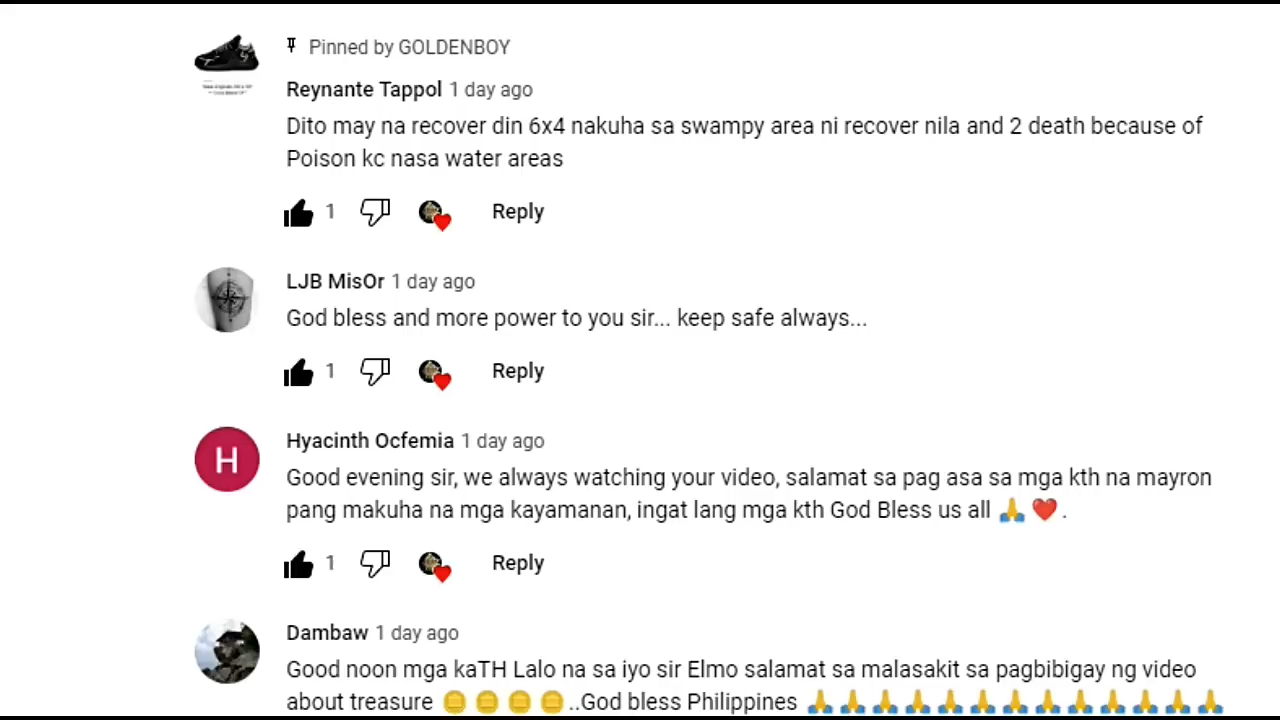 Pinned by GOLDENBOY
Reynante Tappol 1 day ago
Dito may na recover din 6x4 nakuha sa swampy area ni recover nila and 2 death because of
Poison kc nasa water areas
1 Reply
LJB MisOr 1 day ago
God bless and more power to you sir... keep safe always...
1 Reply
H
Hyacinth Ocfemia 1 day ago
Good evening sir, we always watching your video, salamat sa pag asa sa mga kth na mayron
pang makuha na mga kayamanan, ingat lang mga kth God Bless us all 🙏❤️.
1 Reply
Dambaw 1 day ago
Good noon mga kaTH Lalo na sa iyo sir Elmo salamat sa malasakit sa pagbibigay ng video
about treasure 🪙🪙🪙🪙..God bless Philippines 🙏🙏🙏🙏🙏🙏🙏🙏🙏🙏🙏🙏🙏